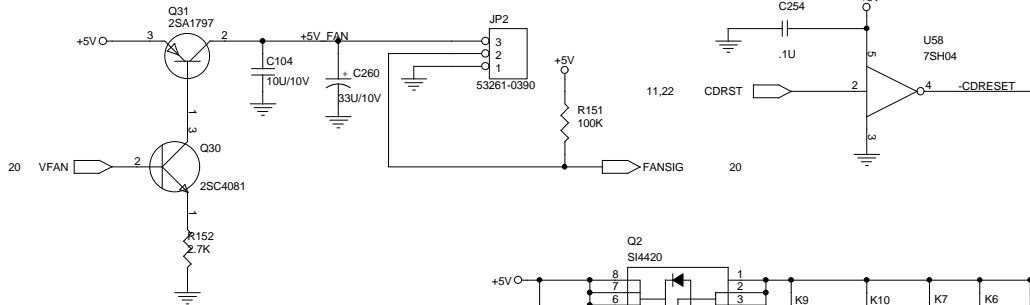 Q31
2SA1797
+5V
3
2
+5V_FAN
C104
10U/10V
+ C260
33U/10V
JP2
3
2
1
53261-0390
+5V
R151
100K
1
3
Q30
20 VFAN
2
2SC4081
1
R152
2.7K
FANSIG 20
C254
.1U
U58
7SH04
5
11,22 CDRST
2
4
-CDRESET
3
Q2
SI4420
+5V
8
7
6
1
2
3
K9
K10
K7
K6